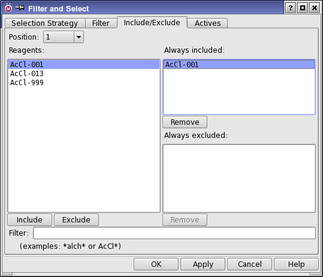 Filter and Select
Selection Strategy Filter Include/Exclude Actives
Position: 1
Reagents:
AcCl-001
AcCl-013
AcCl-999
Always included:
AcCl-001
Remove
Always excluded:
Remove
Include Exclude
Filter:
(examples: *alch* or AcCl*)
OK Apply Cancel Help